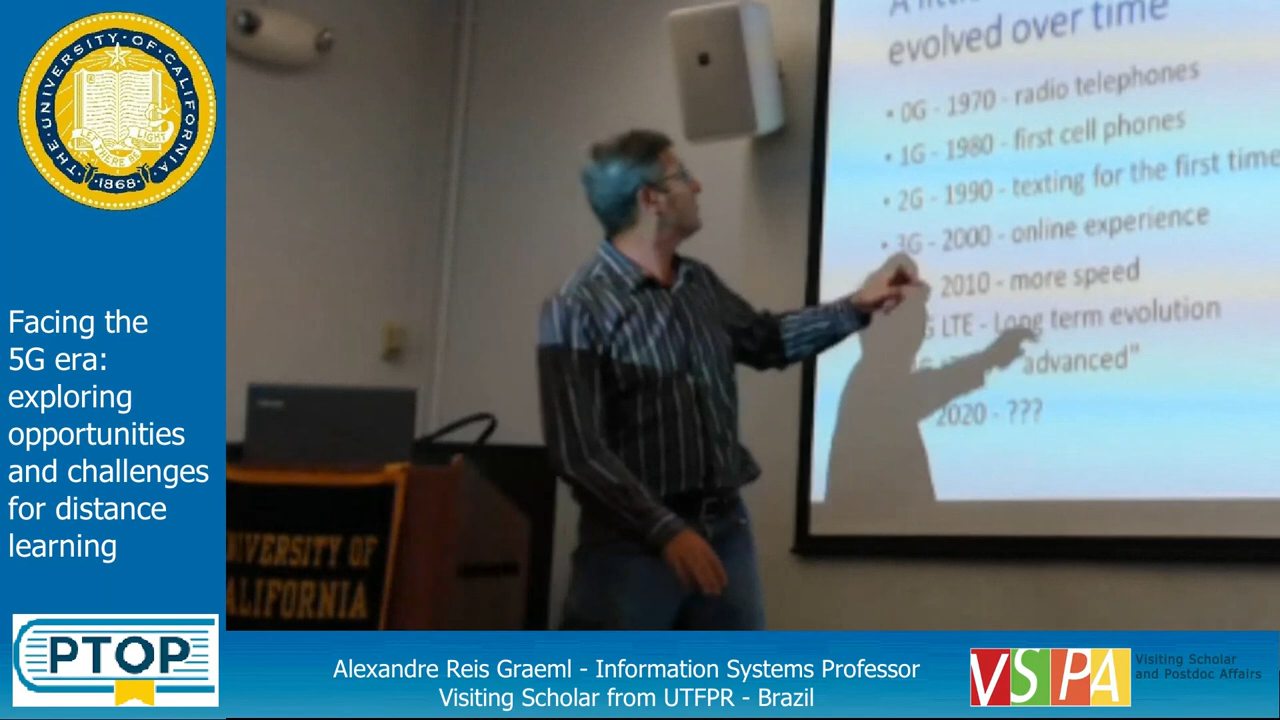 THE·UNIVERSITY·OF·CALIFORNIA
LET THERE BE LIGHT
·1868·
Facing the
5G era:
exploring
opportunities
and challenges
for distance
learning
PTOP
evolved over time
• 0G - 1970 - radio telephones
• 1G - 1980 - first cell phones
• 2G - 1990 - texting for the first time
• 3G - 2000 - online experience
2010 - more speed
LTE - Long term evolution
"advanced"
2020 - ???
UNIVERSITY OF
CALIFORNIA
Alexandre Reis Graeml - Information Systems Professor
Visiting Scholar from UTFPR - Brazil
VSPA
Visiting Scholar
and Postdoc Affairs